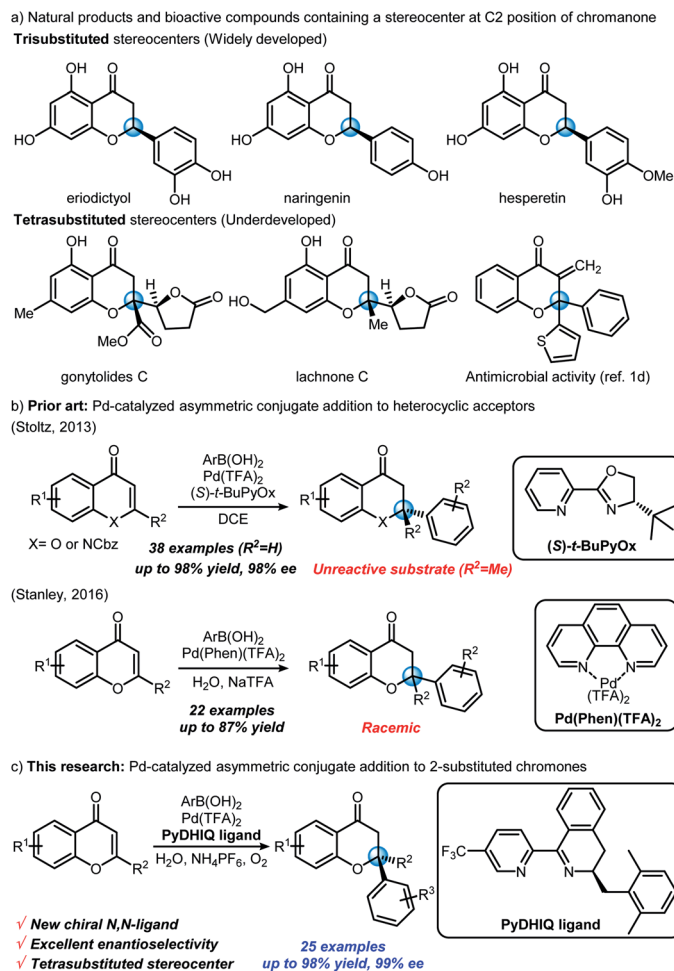 a) Natural products and bioactive compounds containing a stereocenter at C2 position of chromanone
Trisubstituted stereocenters (Widely developed)
OH O
HO O
OH
OH
eriodictyol
OH O
HO O
OH
naringenin
OH O
HO O
OMe
OH
hesperetin
Tetrasubstituted stereocenters (Underdeveloped)
OH O
H O O
Me O
MeO O
gonytolides C
OH O
H O O
HO O
Me
lachnone C
O
CH2
O
S
Antimicrobial activity (ref. 1d)
b) Prior art: Pd-catalyzed asymmetric conjugate addition to heterocyclic acceptors
(Stoltz, 2013)
O
R1
X R2
X= O or NCbz
ArB(OH)2
Pd(TFA)2
(S)-t-BuPyOx
DCE
38 examples (R2=H)
up to 98% yield, 98% ee
O
R1 R2
X
R2
Unreactive substrate (R2=Me)
O
N N
(S)-t-BuPyOx
(Stanley, 2016)
O
R1
O R2
ArB(OH)2
Pd(Phen)(TFA)2
H2O, NaTFA
22 examples
up to 87% yield
O
R1 R2
O
R2
Racemic
N N
Pd
(TFA)2
Pd(Phen)(TFA)2
c) This research: Pd-catalyzed asymmetric conjugate addition to 2-substituted chromones
O
R1
O R2
ArB(OH)2
Pd(TFA)2
PyDHIQ ligand
H2O, NH4PF6, O2
O
R1
O R2
R3
F3C
N N
PyDHIQ ligand
√ New chiral N,N-ligand
√ Excellent enantioselectivity
√ Tetrasubstituted stereocenter
25 examples
up to 98% yield, 99% ee